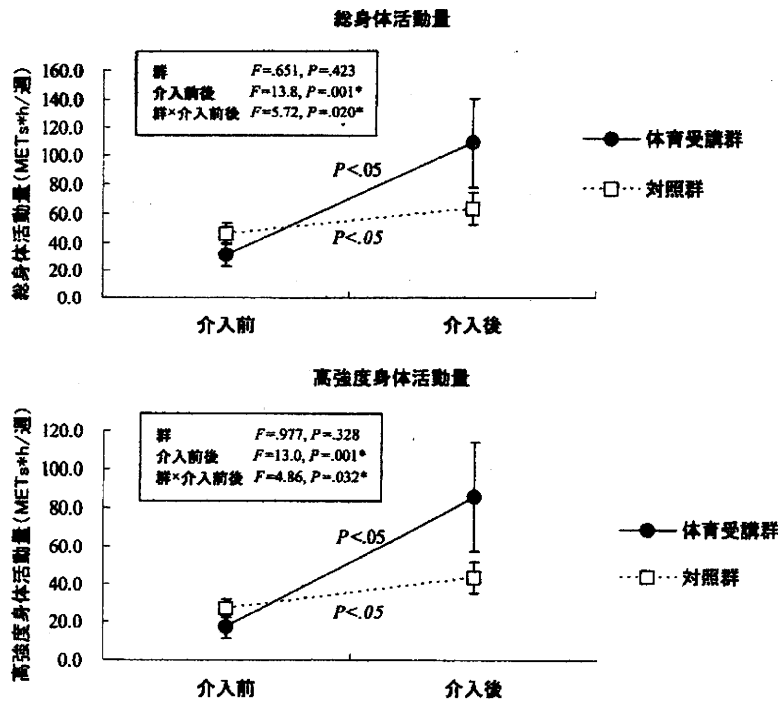 総身体活動量
160.0
140.0
120.0
100.0
80.0
60.0
40.0
20.0
0.0
総身体活動量(METs*h/週)
群 F=.651, P=.423
介入前後 F=13.8, P=.001*
群×介入前後 F=5.72, P=.020*
P<.05
P<.05
体育受講群
対照群
介入前 介入後
高強度身体活動量
120.0
100.0
80.0
60.0
40.0
20.0
0.0
高強度身体活動量(METs*h/週)
群 F=.977, P=.328
介入前後 F=13.0, P=.001*
群×介入前後 F=4.86, P=.032*
P<.05
P<.05
体育受講群
対照群
介入前 介入後